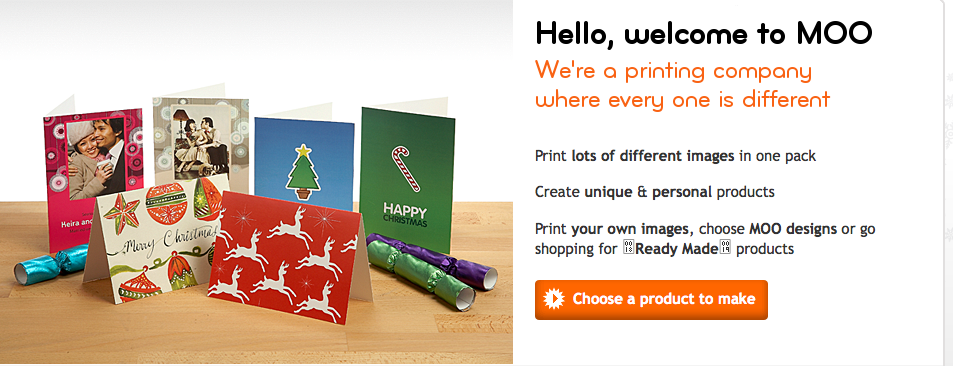 Hello, welcome to MOO
We're a printing company
where every one is different
Print lots of different images in one pack
Create unique & personal products
Print your own images, choose MOO designs or go
shopping for Ready Made products
Choose a product to make
Keira and
Merry Christmas
HAPPY
CHRISTMAS